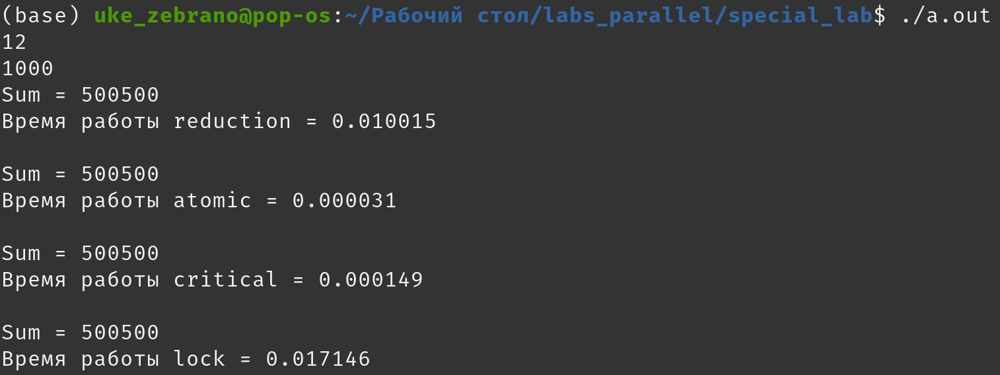 (base) uke_zebrano@pop-os:~/Рабочий стол/labs_parallel/special_lab$ ./a.out
12
1000
Sum = 500500
Время работы reduction = 0.010015
Sum = 500500
Время работы atomic = 0.000031
Sum = 500500
Время работы critical = 0.000149
Sum = 500500
Время работы lock = 0.017146